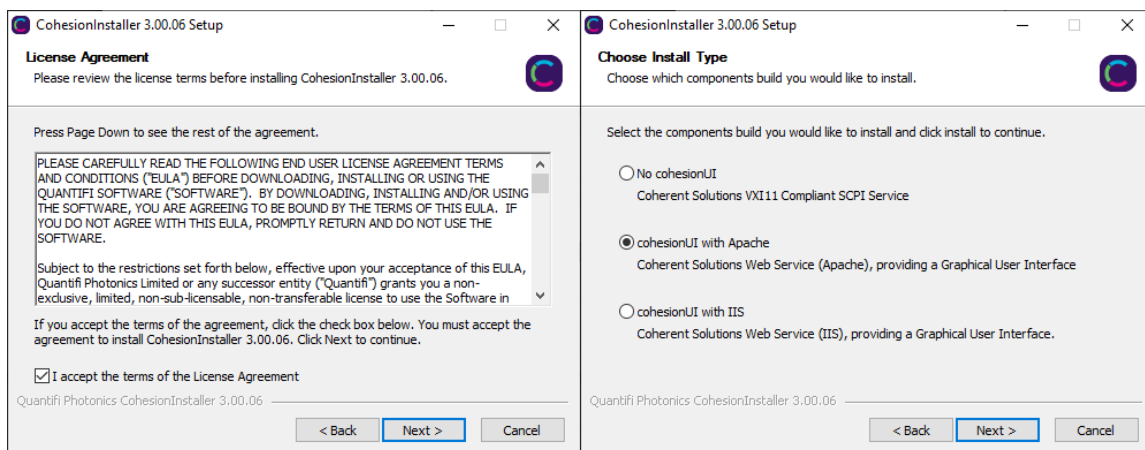 CohesionInstaller 3.00.06 Setup
License Agreement
Please review the license terms before installing CohesionInstaller 3.00.06.
Press Page Down to see the rest of the agreement.
PLEASE CAREFULLY READ THE FOLLOWING END USER LICENSE AGREEMENT TERMS
AND CONDITIONS ("EULA") BEFORE DOWNLOADING, INSTALLING OR USING THE
QUANTIFI SOFTWARE ("SOFTWARE").  BY DOWNLOADING, INSTALLING AND/OR USING
THE SOFTWARE, YOU ARE AGREEING TO BE BOUND BY THE TERMS OF THIS EULA.  IF
YOU DO NOT AGREE WITH THIS EULA, PROMPTLY RETURN AND DO NOT USE THE
SOFTWARE.
Subject to the restrictions set forth below, effective upon your acceptance of this EULA,
Quantifi Photonics Limited or any successor entity ("Quantifi") grants you a non-
exclusive, limited, non-sub-licensable, non-transferable license to use the Software in
If you accept the terms of the agreement, click the check box below. You must accept the
agreement to install CohesionInstaller 3.00.06. Click Next to continue.
I accept the terms of the License Agreement
Quantifi Photonics CohesionInstaller 3.00.06
< Back
Next >
Cancel
CohesionInstaller 3.00.06 Setup
Choose Install Type
Choose which components build you would like to install.
Select the components build you would like to install and click install to continue.
No cohesionUI
Coherent Solutions VXI11 Compliant SCPI Service
cohesionUI with Apache
Coherent Solutions Web Service (Apache), providing a Graphical User Interface
cohesionUI with IIS
Coherent Solutions Web Service (IIS), providing a Graphical User Interface.
Quantifi Photonics CohesionInstaller 3.00.06
< Back
Next >
Cancel